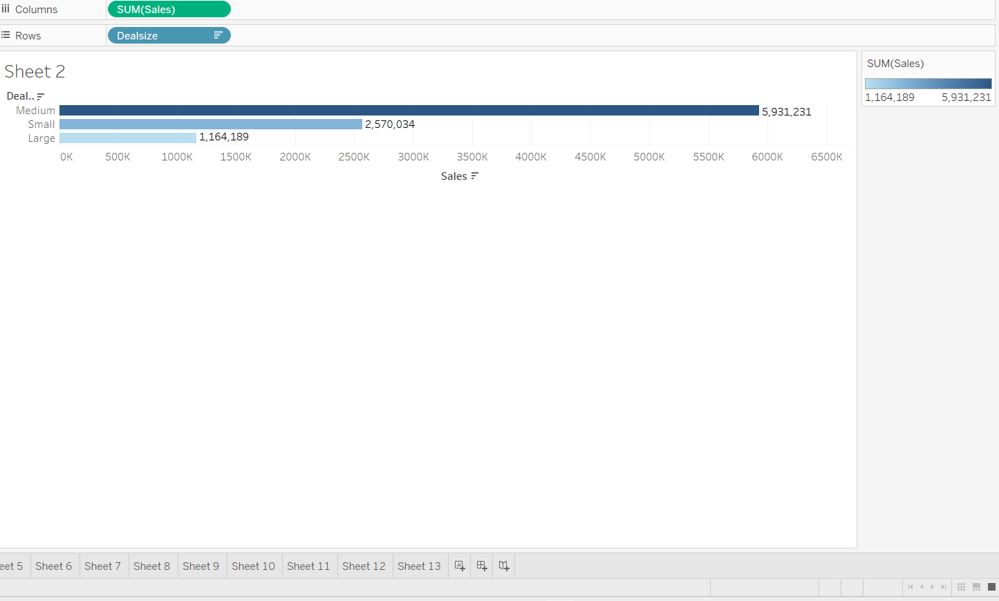 Columns SUM(Sales)
Rows Dealsize
Sheet 2
Deal..
Medium 5,931,231
Small 2,570,034
Large 1,164,189
0K 500K 1000K 1500K 2000K 2500K 3000K 3500K 4000K 4500K 5000K 5500K 6000K 6500K
Sales
SUM(Sales)
1,164,189 5,931,231
eet 5 Sheet 6 Sheet 7 Sheet 8 Sheet 9 Sheet 10 Sheet 11 Sheet 12 Sheet 13